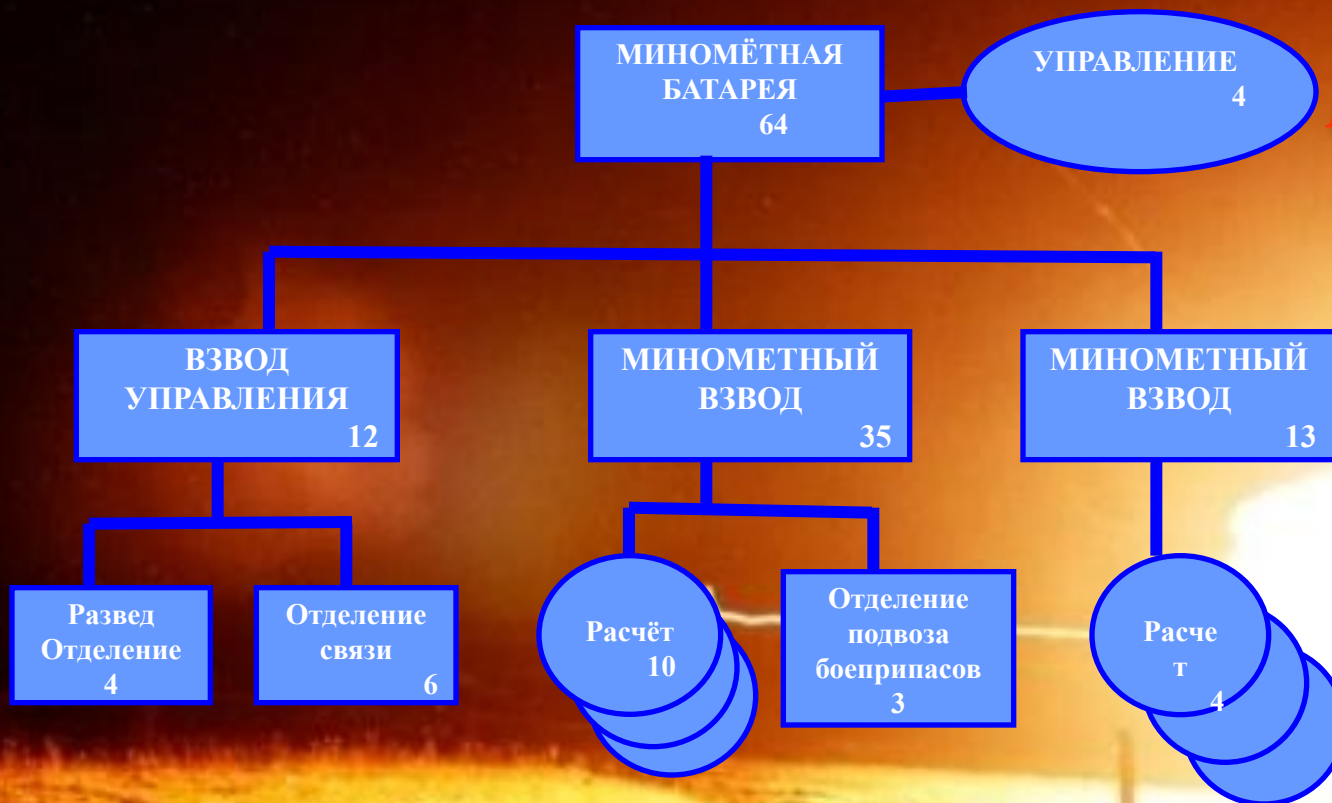 МИНОМЁТНАЯ
БАТАРЕЯ
64
УПРАВЛЕНИЕ
4
ВЗВОД
УПРАВЛЕНИЯ
12
МИНОМЕТНЫЙ
ВЗВОД
35
МИНОМЕТНЫЙ
ВЗВОД
13
Развед
Отделение
4
Отделение
связи
6
Расчёт
10
Отделение
подвоза
боеприпасов
3
Расче
т
4